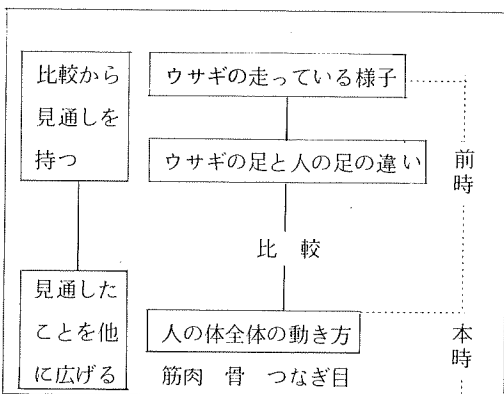 比較から
見通しを
持つ
ウサギの走っている様子
ウサギの足と人の足の違い
前時
比較
見通した
ことを他
に広げる
人の体全体の動き方
筋肉 骨 つなぎ目
本時